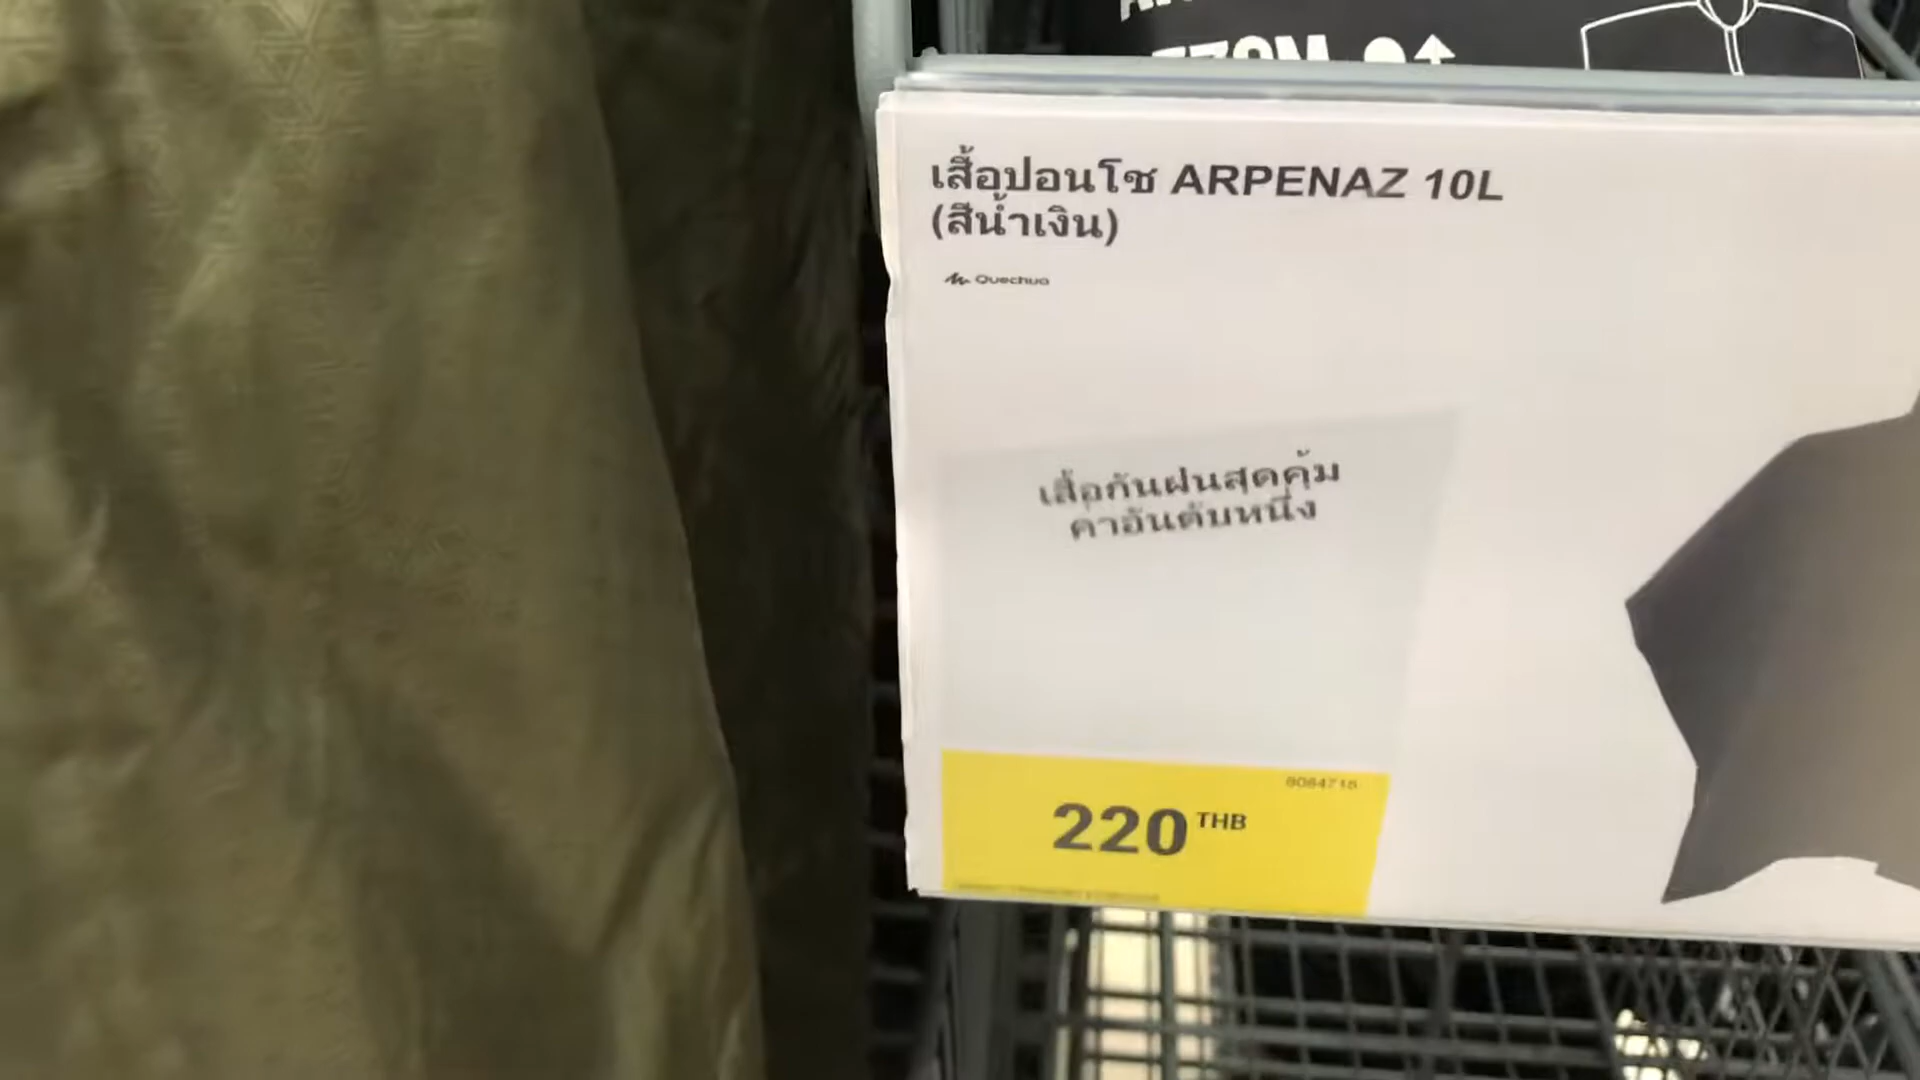 เสื้อปอนโช ARPENAZ 10L
(สีน้ำเงิน)
Quechua
เสื้อกันฝนสุดคุ้ม
คาอันดับหนึ่ง
8084715
220 THB